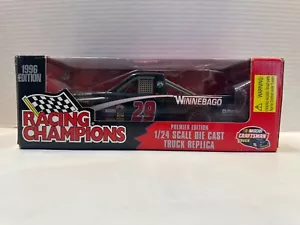 1996
EDITION
RACING
CHAMPIONS
29
WINNEBAGO
PREMIER EDITION
1/24 SCALE DIE CAST
TRUCK REPLICA
NASCAR
CRAFTSMAN
TRUCK